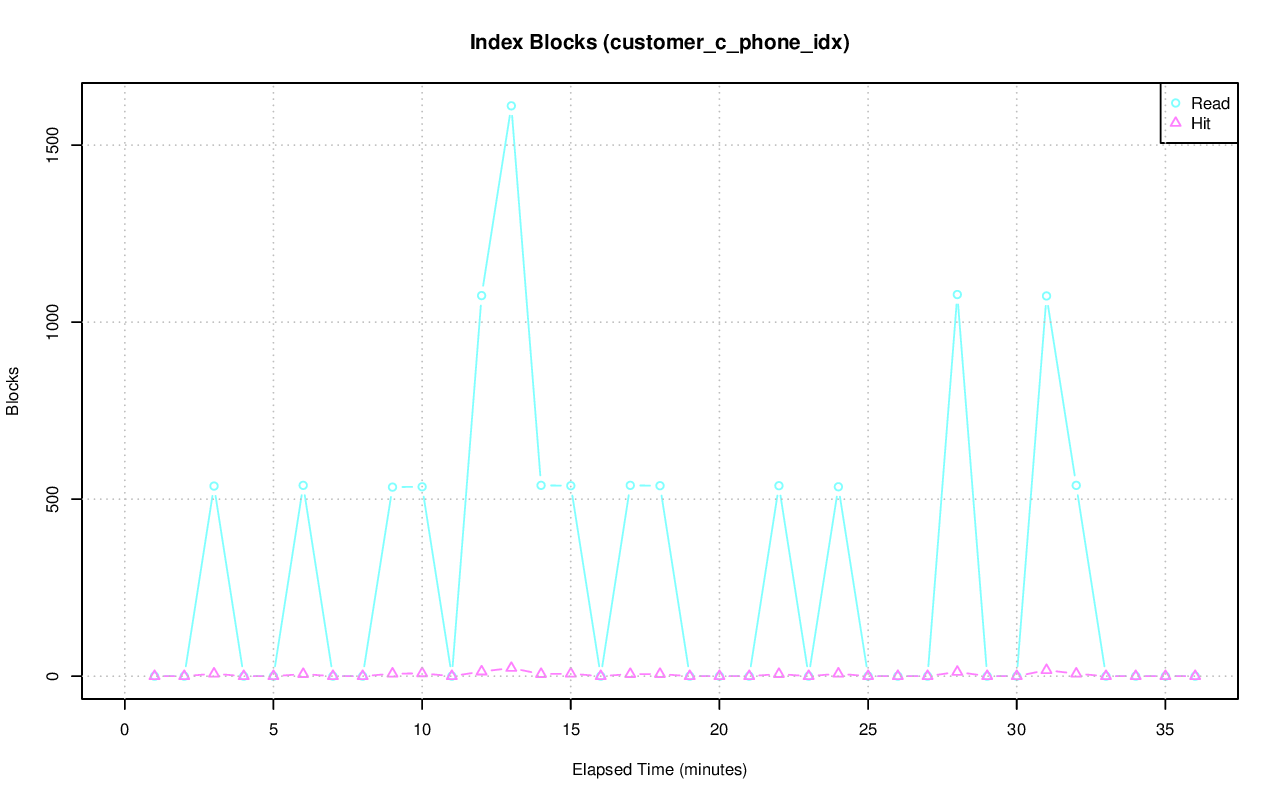 Index Blocks (customer_c_phone_idx)
Read
Hit
1500
1000
500
0
Blocks
0 5 10 15 20 25 30 35
Elapsed Time (minutes)